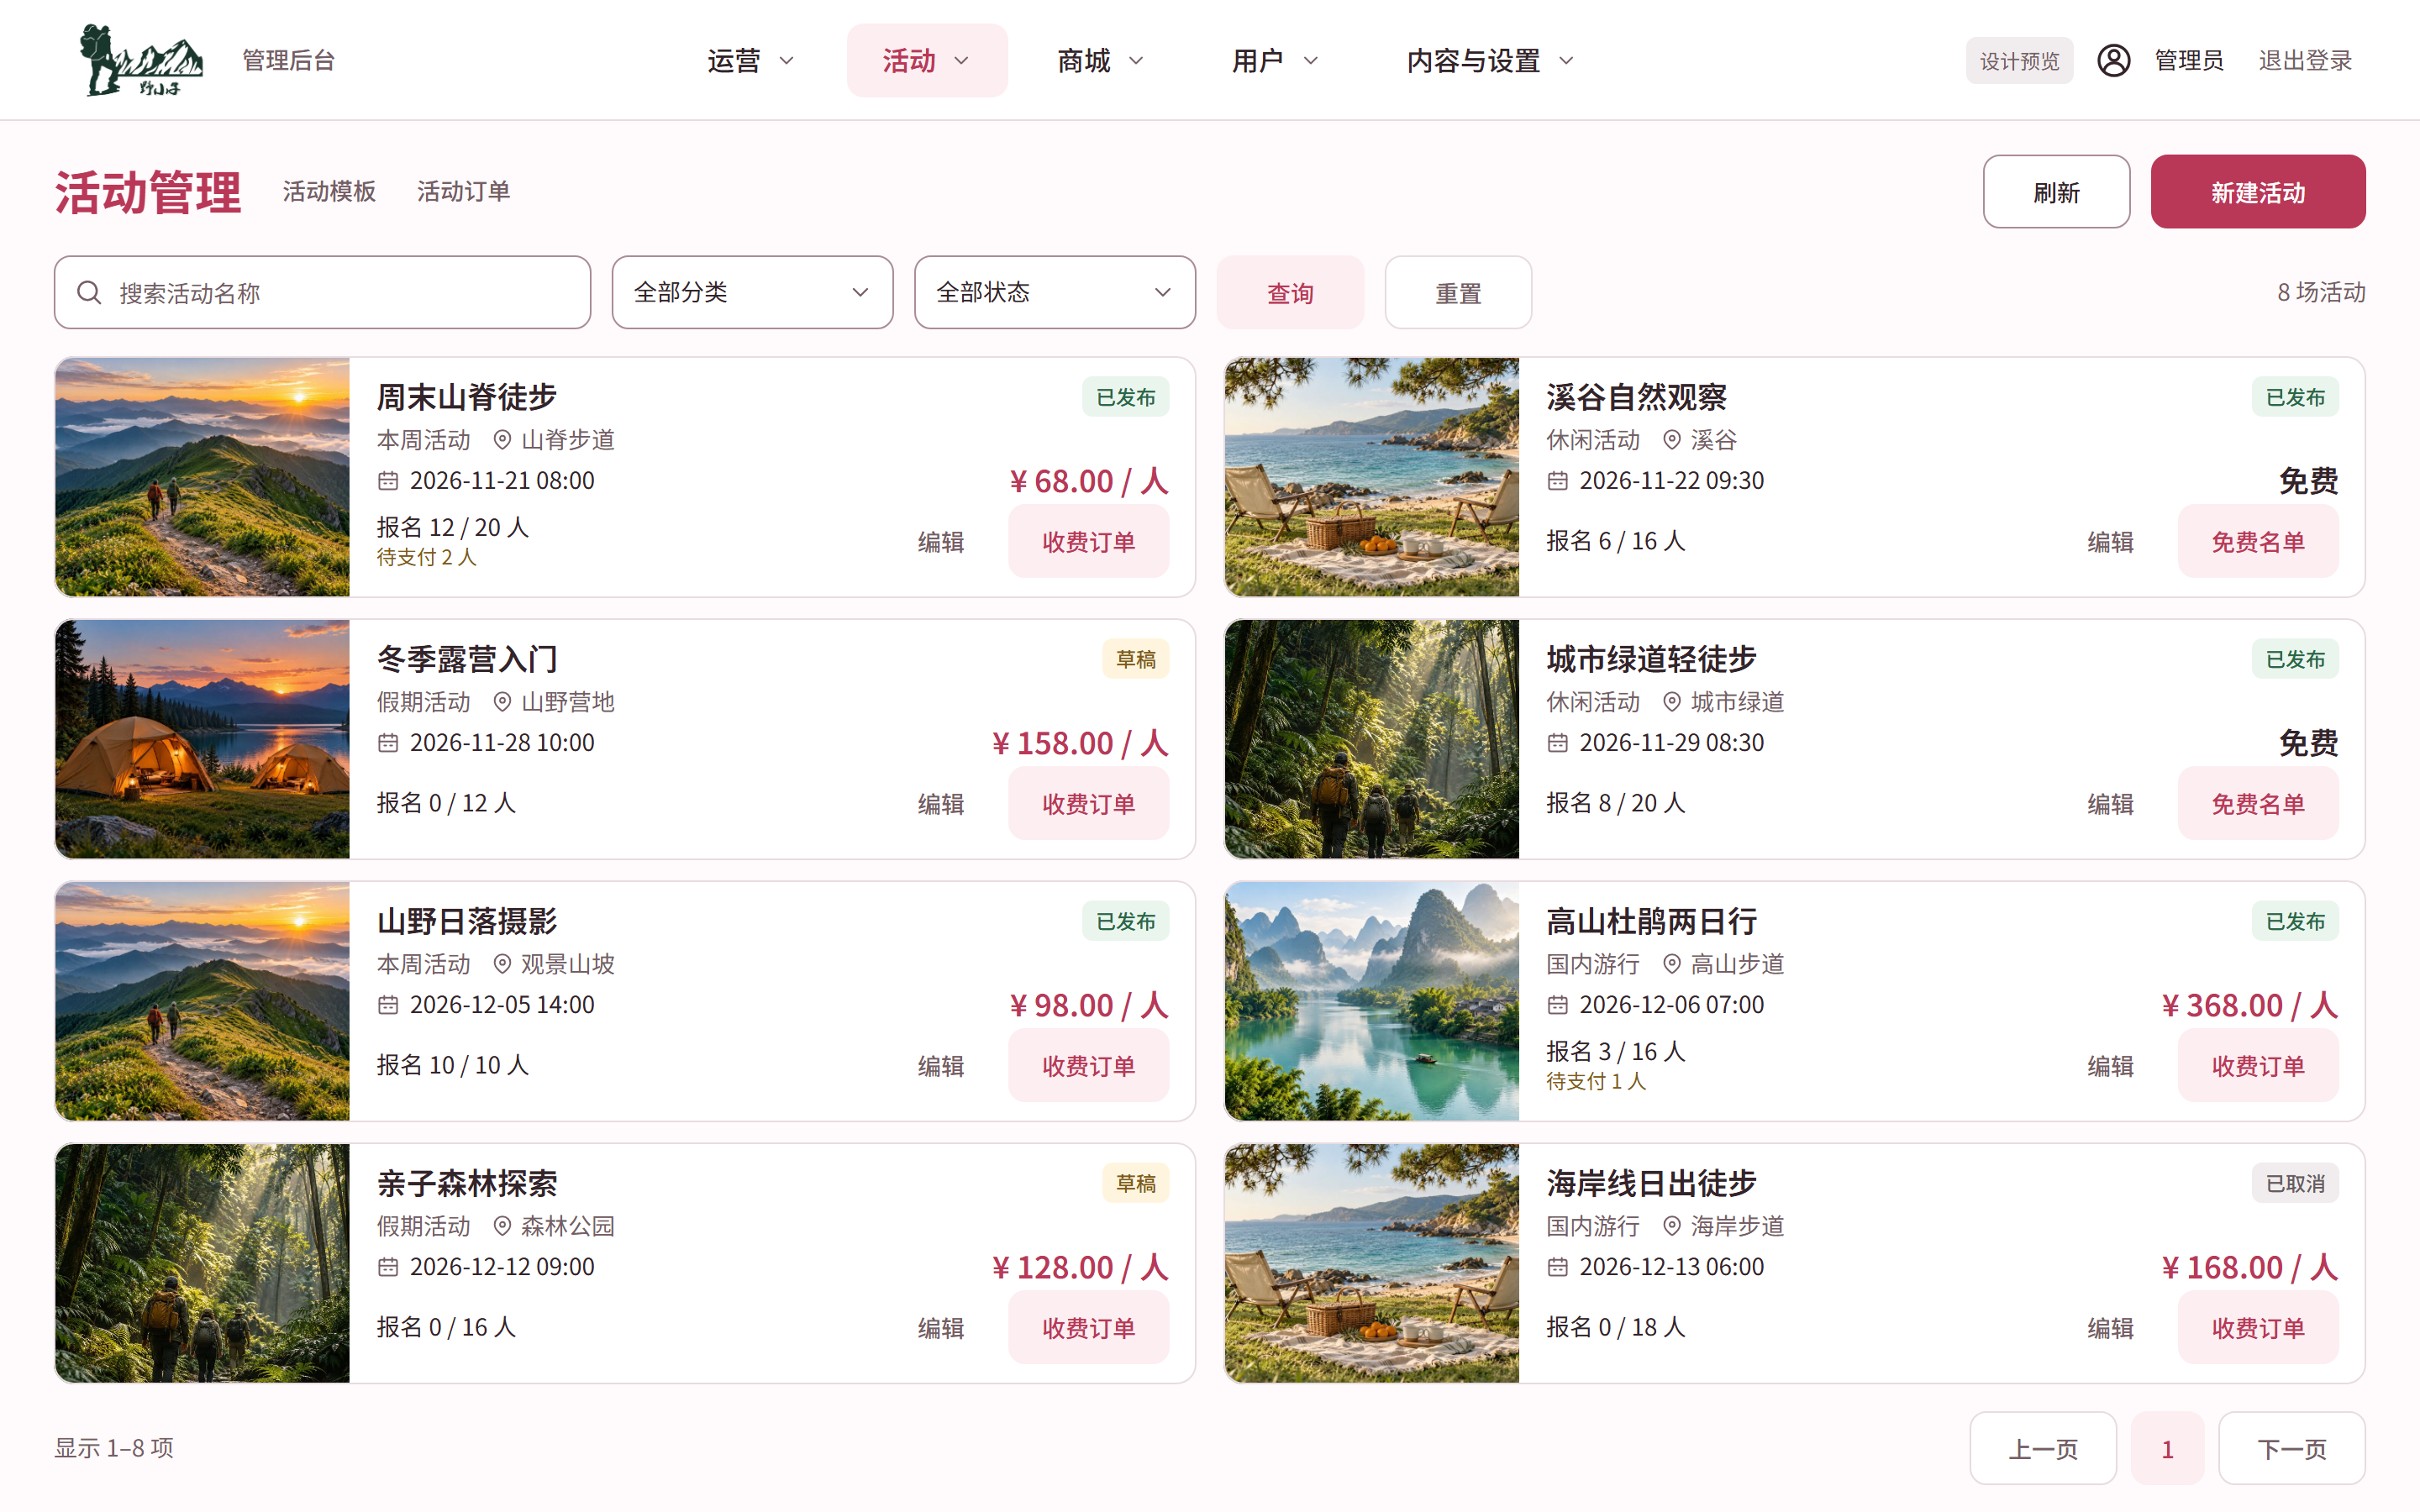 野小子
管理后台
运营
活动
商城
用户
内容与设置
设计预览
管理员
退出登录
活动管理
活动模板
活动订单
刷新
新建活动
搜索活动名称
全部分类
全部状态
查询
重置
8 场活动
周末山脊徒步
已发布
本周活动 山脊步道
2026-11-21 08:00
¥ 68.00 / 人
报名 12 / 20 人
待支付 2 人
编辑
收费订单
溪谷自然观察
已发布
休闲活动 溪谷
2026-11-22 09:30
免费
报名 6 / 16 人
编辑
免费名单
冬季露营入门
草稿
假期活动 山野营地
2026-11-28 10:00
¥ 158.00 / 人
报名 0 / 12 人
编辑
收费订单
城市绿道轻徒步
已发布
休闲活动 城市绿道
2026-11-29 08:30
免费
报名 8 / 20 人
编辑
免费名单
山野日落摄影
已发布
本周活动 观景山坡
2026-12-05 14:00
¥ 98.00 / 人
报名 10 / 10 人
编辑
收费订单
高山杜鹃两日行
已发布
国内游行 高山步道
2026-12-06 07:00
¥ 368.00 / 人
报名 3 / 16 人
待支付 1 人
编辑
收费订单
亲子森林探索
草稿
假期活动 森林公园
2026-12-12 09:00
¥ 128.00 / 人
报名 0 / 16 人
编辑
收费订单
海岸线日出徒步
已取消
国内游行 海岸步道
2026-12-13 06:00
¥ 168.00 / 人
报名 0 / 18 人
编辑
收费订单
显示 1–8 项
上一页
1
下一页